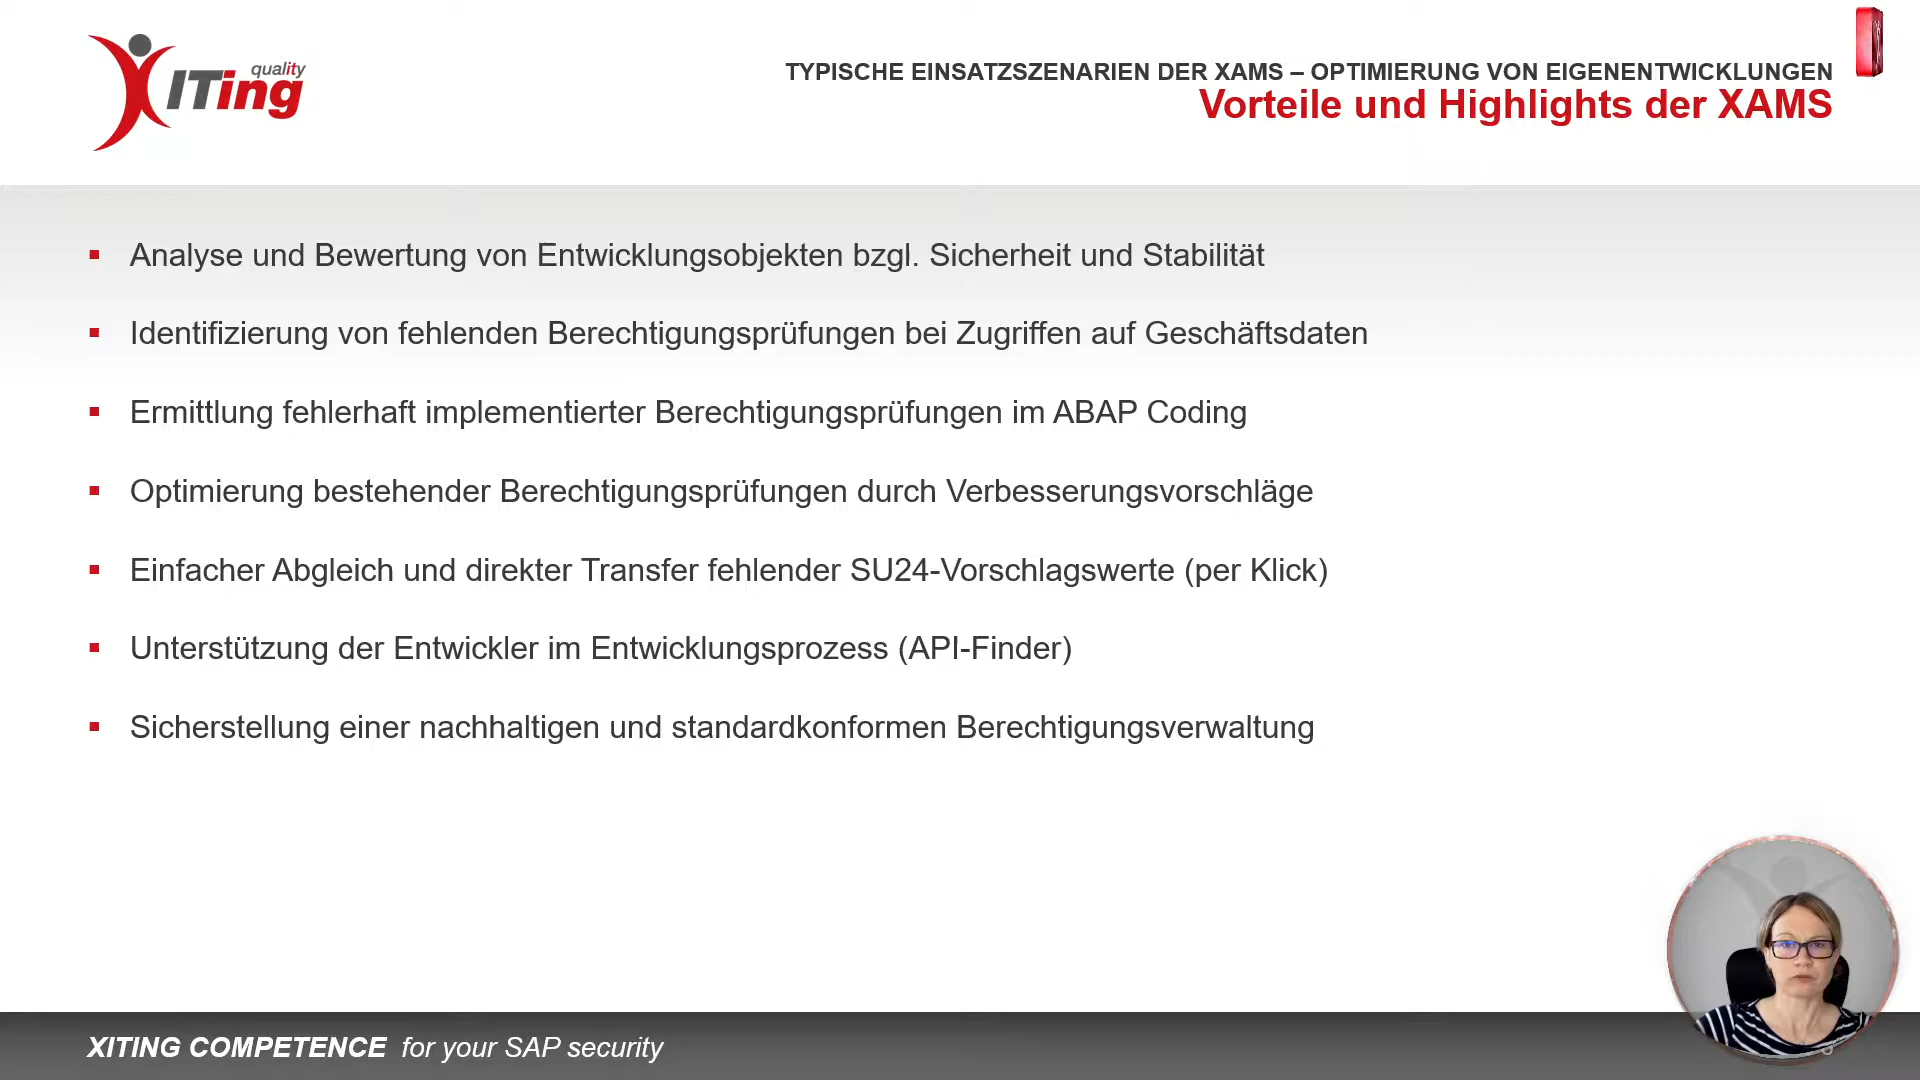 quality
XITing
TYPISCHE EINSATZSZENARIEN DER XAMS – OPTIMIERUNG VON EIGENENTWICKLUNGEN
Vorteile und Highlights der XAMS
Analyse und Bewertung von Entwicklungsobjekten bzgl. Sicherheit und Stabilität
Identifizierung von fehlenden Berechtigungsprüfungen bei Zugriffen auf Geschäftsdaten
Ermittlung fehlerhaft implementierter Berechtigungsprüfungen im ABAP Coding
Optimierung bestehender Berechtigungsprüfungen durch Verbesserungsvorschläge
Einfacher Abgleich und direkter Transfer fehlender SU24-Vorschlagswerte (per Klick)
Unterstützung der Entwickler im Entwicklungsprozess (API-Finder)
Sicherstellung einer nachhaltigen und standardkonformen Berechtigungsverwaltung
XITING COMPETENCE for your SAP security